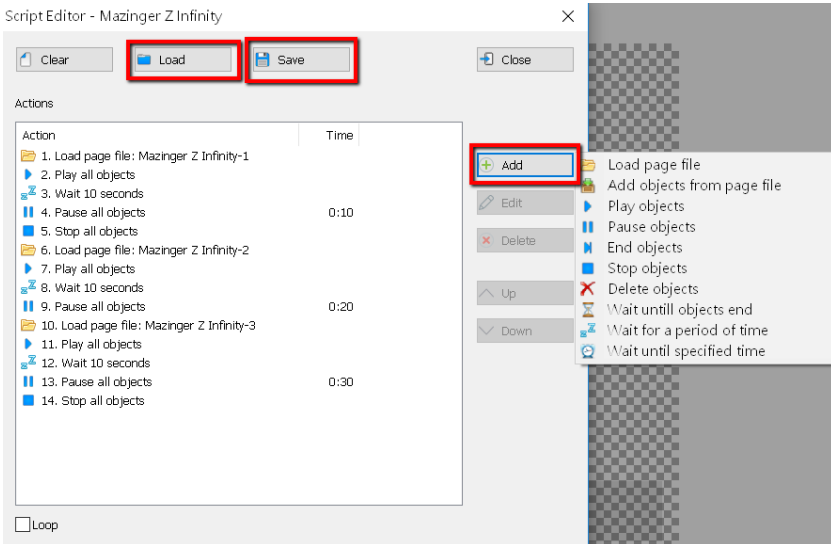 Script Editor - Mazinger Z Infinity
Clear
Load
Save
Close
Actions
Action Time
1. Load page file: Mazinger Z Infinity-1
2. Play all objects
3. Wait 10 seconds
4. Pause all objects 0:10
5. Stop all objects
6. Load page file: Mazinger Z Infinity-2
7. Play all objects
8. Wait 10 seconds
9. Pause all objects 0:20
10. Load page file: Mazinger Z Infinity-3
11. Play all objects
12. Wait 10 seconds
13. Pause all objects 0:30
14. Stop all objects
Loop
Add
Edit
Delete
Up
Down
Load page file
Add objects from page file
Play objects
Pause objects
End objects
Stop objects
Delete objects
Wait untill objects end
Wait for a period of time
Wait until specified time